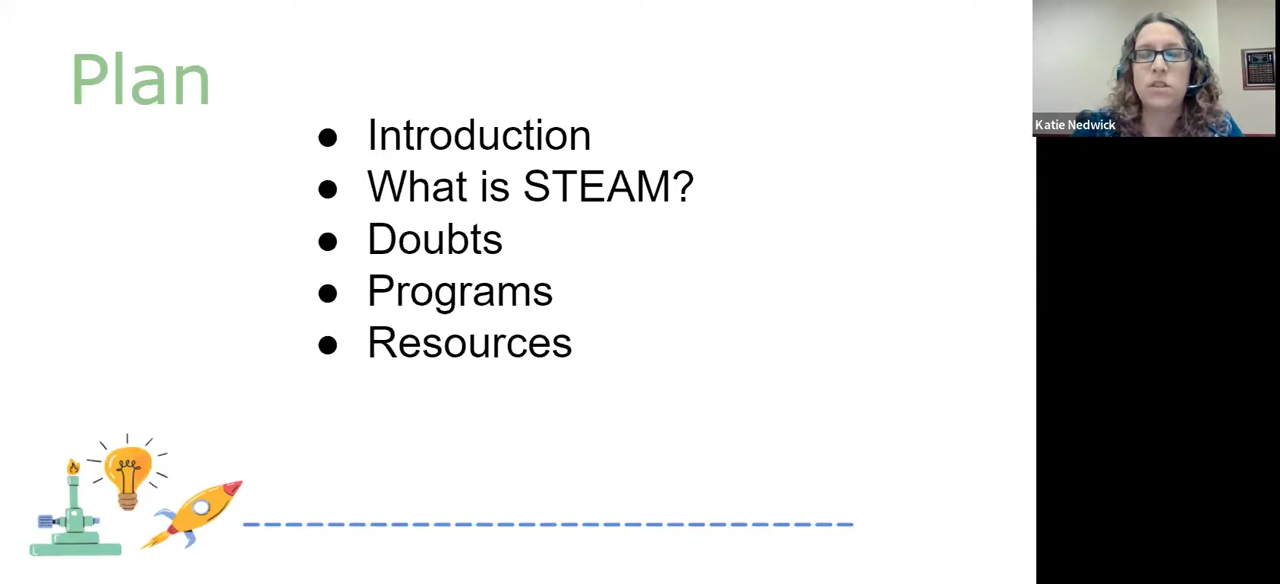 Plan
● Introduction
● What is STEAM?
● Doubts
● Programs
● Resources
Katie Nedwick